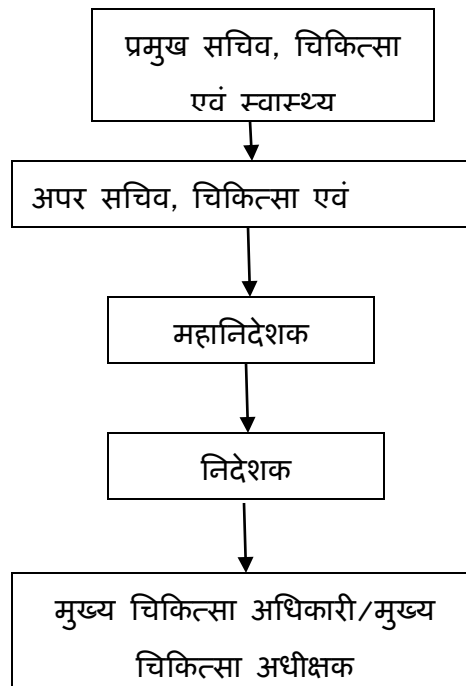 प्रमुख सचिव, चिकित्सा
एवं स्वास्थ्य
अपर सचिव, चिकित्सा एवं
महानिदेशक
निदेशक
मुख्य चिकित्सा अधिकारी/मुख्य
चिकित्सा अधीक्षक